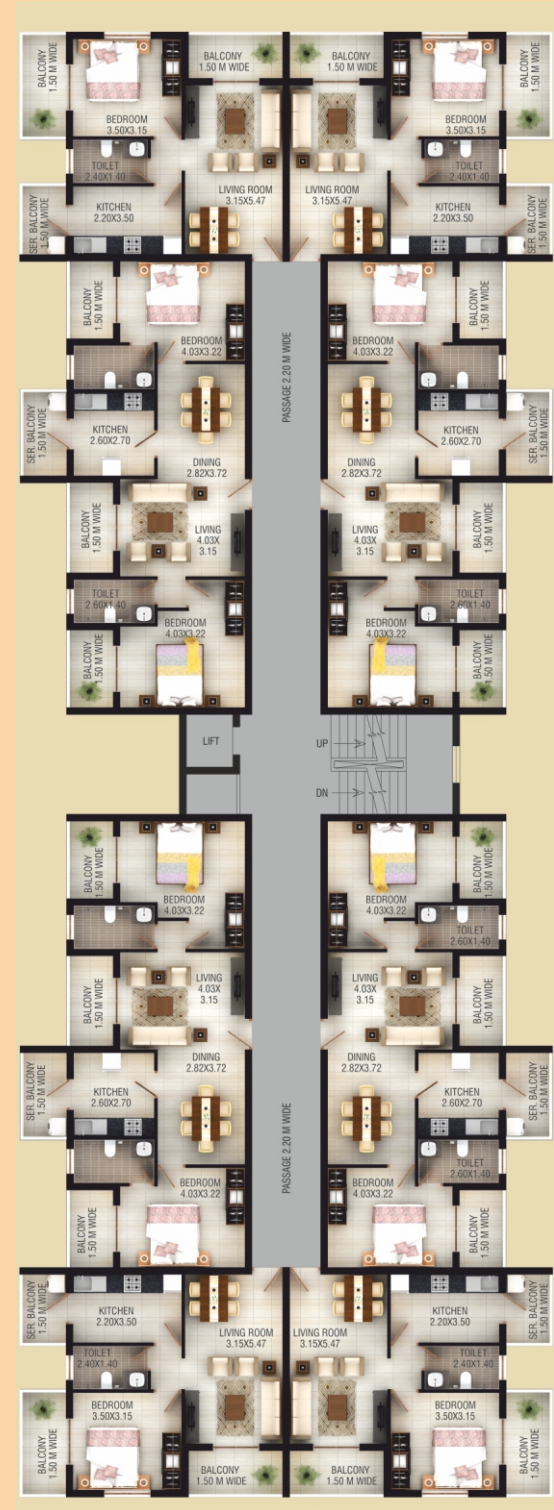 BALCONY
1.50 M WIDE
BALCONY
1.50 M WIDE
BALCONY
1.50 M WIDE
BALCONY
1.50 M WIDE
BEDROOM
3.50X3.15
BEDROOM
3.50X3.15
TOILET
2.40X1.40
TOILET
2.40X1.40
LIVING ROOM
3.15X5.47
LIVING ROOM
3.15X5.47
SER. BALCONY
1.50 M WIDE
KITCHEN
2.20X3.50
KITCHEN
2.20X3.50
SER. BALCONY
1.50 M WIDE
BALCONY
1.50 M WIDE
BEDROOM
4.03X3.22
PASSAGE 2.20 M WIDE
BEDROOM
4.03X3.22
BALCONY
1.50 M WIDE
SER. BALCONY
1.50 M WIDE
KITCHEN
2.60X2.70
KITCHEN
2.60X2.70
SER. BALCONY
1.50 M WIDE
DINING
2.82X3.72
DINING
2.82X3.72
BALCONY
1.50 M WIDE
LIVING
4.03X
3.15
LIVING
4.03X
3.15
BALCONY
1.50 M WIDE
TOILET
2.60X1.40
TOILET
2.60X1.40
BALCONY
1.50 M WIDE
BEDROOM
4.03X3.22
BEDROOM
4.03X3.22
BALCONY
1.50 M WIDE
LIFT
UP
DN
BALCONY
1.50 M WIDE
BEDROOM
4.03X3.22
BEDROOM
4.03X3.22
BALCONY
1.50 M WIDE
TOILET
2.60X1.40
BALCONY
1.50 M WIDE
LIVING
4.03X
3.15
LIVING
4.03X
3.15
BALCONY
1.50 M WIDE
DINING
2.82X3.72
DINING
2.82X3.72
SER. BALCONY
1.50 M WIDE
KITCHEN
2.60X2.70
KITCHEN
2.60X2.70
SER. BALCONY
1.50 M WIDE
PASSAGE 2.20 M WIDE
TOILET
2.60X1.40
BALCONY
1.50 M WIDE
BEDROOM
4.03X3.22
BEDROOM
4.03X3.22
BALCONY
1.50 M WIDE
SER. BALCONY
1.50 M WIDE
KITCHEN
2.20X3.50
KITCHEN
2.20X3.50
SER. BALCONY
1.50 M WIDE
LIVING ROOM
3.15X5.47
LIVING ROOM
3.15X5.47
TOILET
2.40X1.40
TOILET
2.40X1.40
BEDROOM
3.50X3.15
BEDROOM
3.50X3.15
BALCONY
1.50 M WIDE
BALCONY
1.50 M WIDE
BALCONY
1.50 M WIDE
BALCONY
1.50 M WIDE